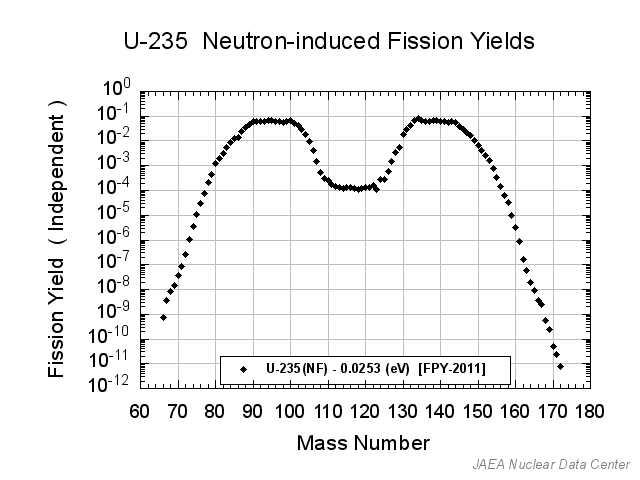 U-235 Neutron-induced Fission Yields
Fission Yield ( Independent )
10^0
10^-1
10^-2
10^-3
10^-4
10^-5
10^-6
10^-7
10^-8
10^-9
10^-10
10^-11
10^-12
U-235(NF) - 0.0253 (eV) [FPY-2011]
60 70 80 90 100 110 120 130 140 150 160 170 180
Mass Number
JAEA Nuclear Data Center